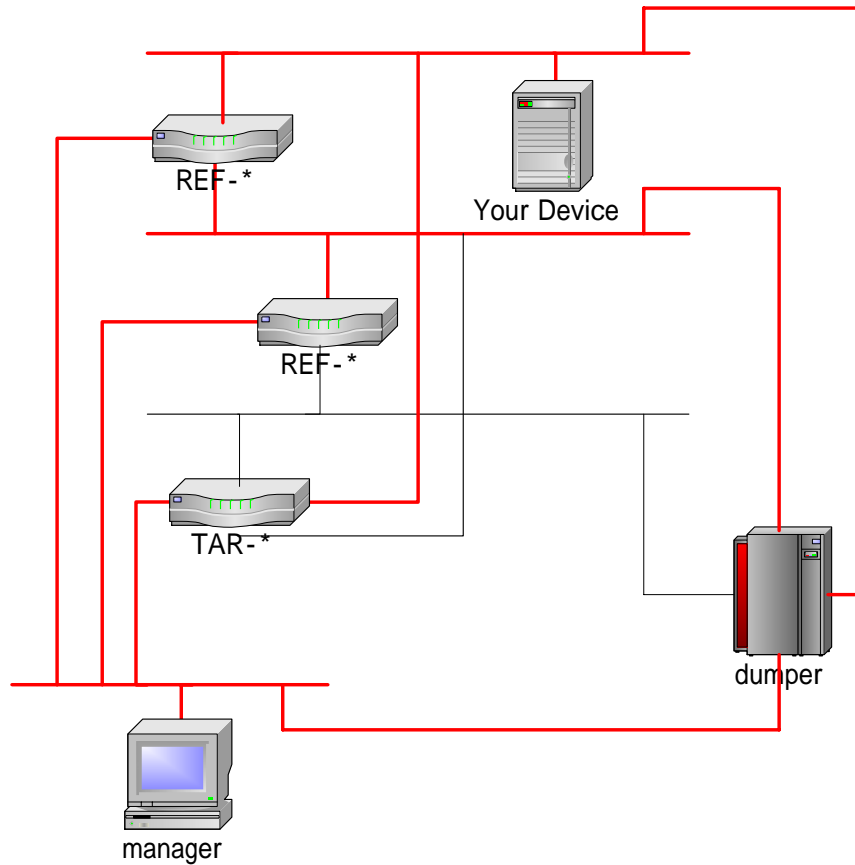 REF-*
Your Device
REF-*
TAR-*
dumper
manager